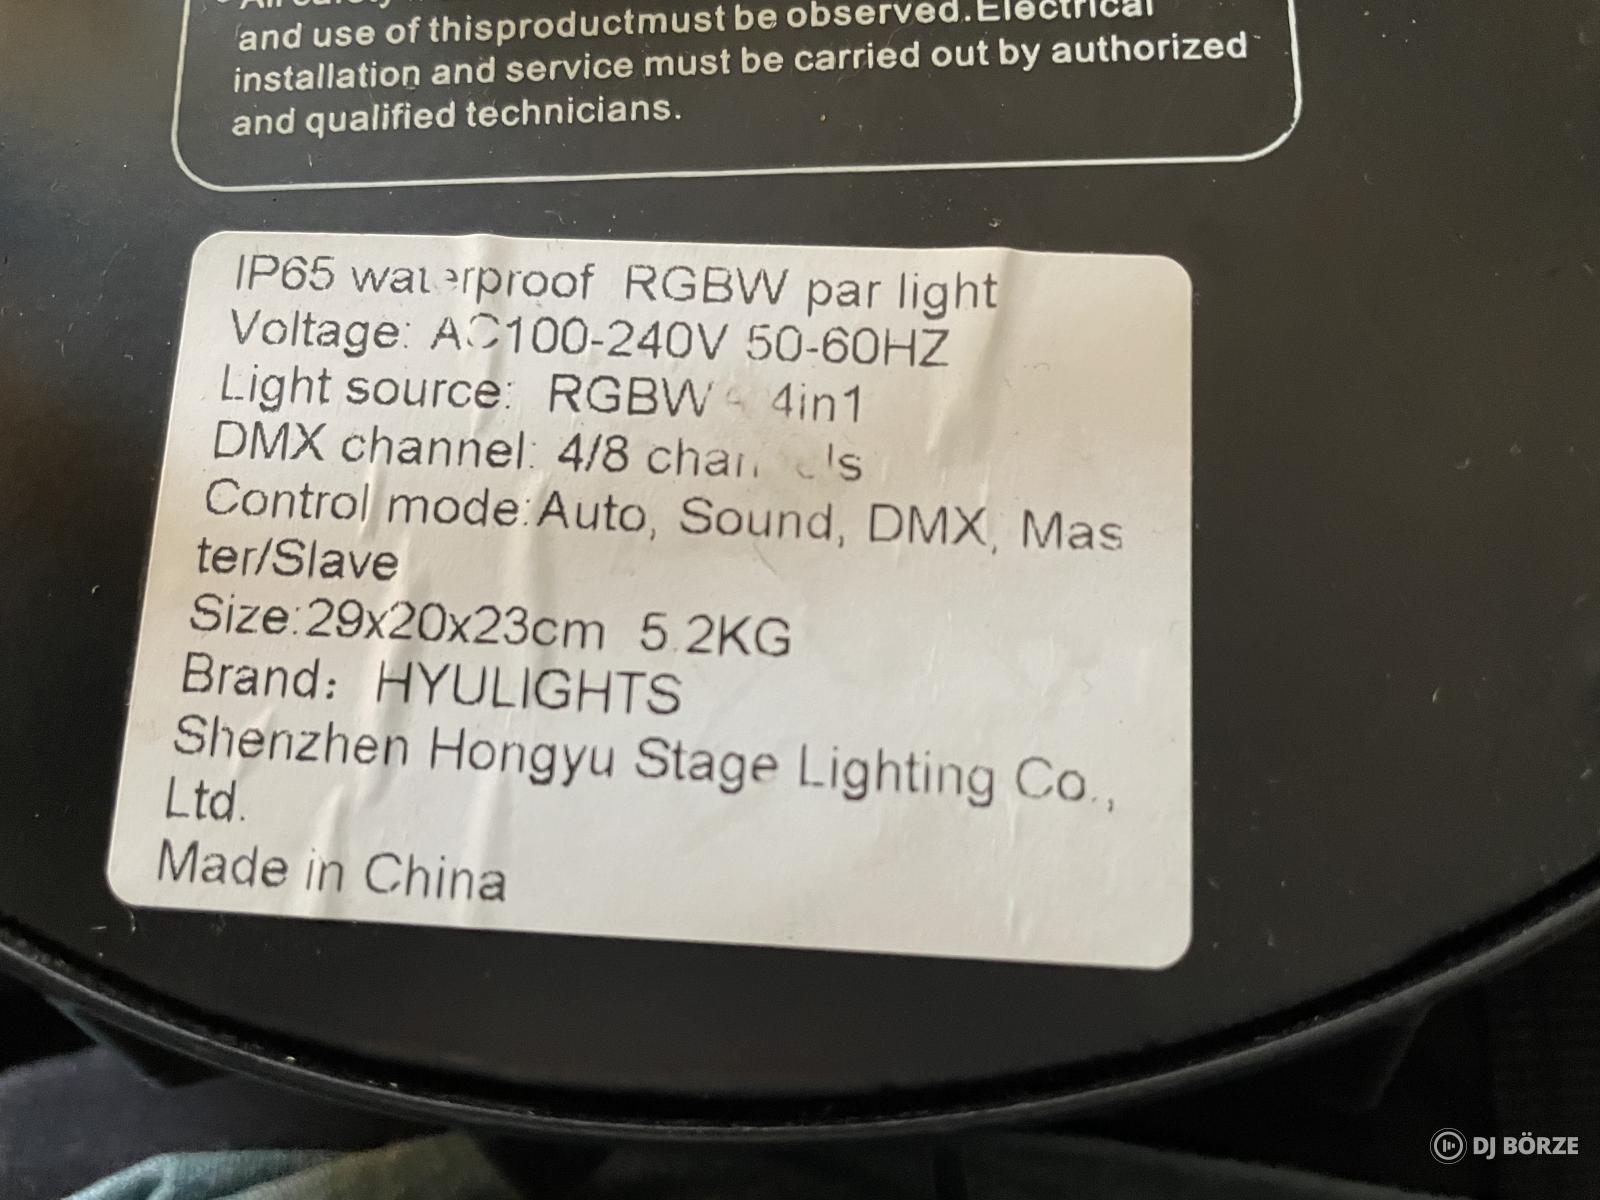 and use of thisproductmust be observed.Electrical
installation and service must be carried out by authorized
and qualified technicians.
IP65 waterproof RGBW par light
Voltage: AC100-240V 50-60HZ
Light source: RGBW 4in1
DMX channel: 4/8 channels
Control mode:Auto, Sound, DMX, Mas
ter/Slave
Size:29x20x23cm 5.2KG
Brand: HYULIGHTS
Shenzhen Hongyu Stage Lighting Co.,
Ltd.
Made in China
DJ BÖRZE